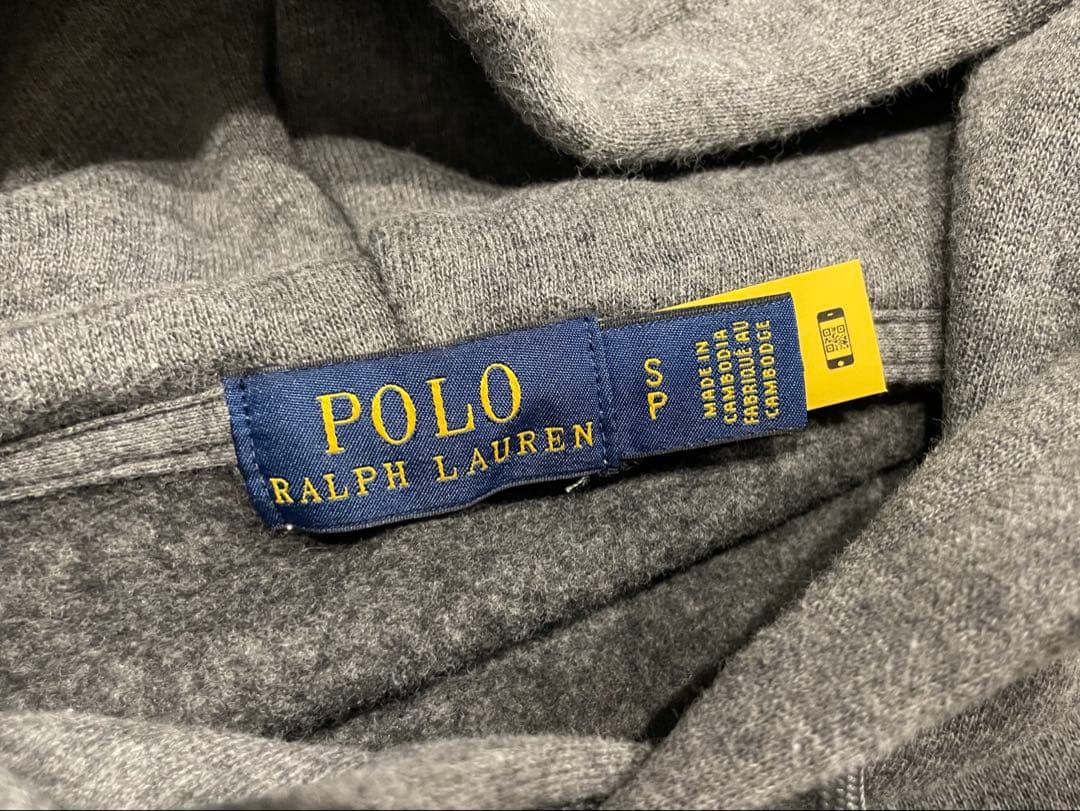 POLO
RALPH LAUREN
S
P
MADE IN
CAMBODIA
FABRIQUÉ AU
CAMBODGE